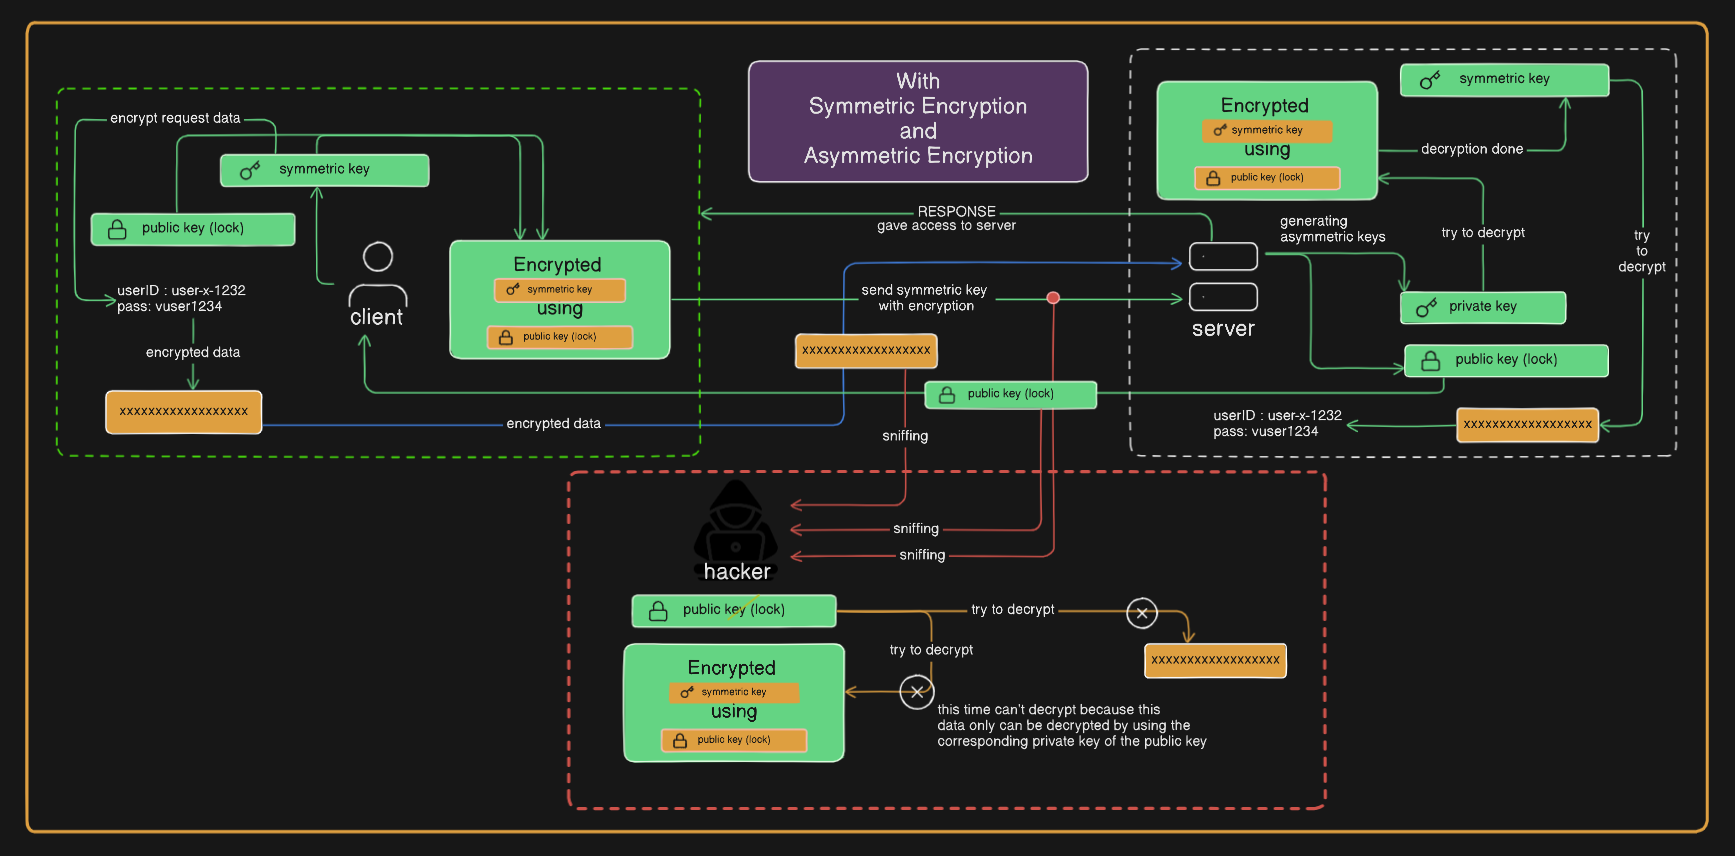 With
Symmetric Encryption
and
Asymmetric Encryption
encrypt request data
symmetric key
public key (lock)
client
userID : user-x-1232
pass: vuser1234
encrypted data
xxxxxxxxxxxxxxxxxx
Encrypted
symmetric key
using
public key (lock)
encrypted data
RESPONSE
gave access to server
send symmetric key
with encryption
xxxxxxxxxxxxxxxxxx
public key (lock)
sniffing
Encrypted
symmetric key
using
public key (lock)
symmetric key
decryption done
generating
asymmetric keys
try to decrypt
try
to
decrypt
server
private key
public key (lock)
userID : user-x-1232
pass: vuser1234
xxxxxxxxxxxxxxxxxx
sniffing
sniffing
hacker
public key (lock)
try to decrypt
try to decrypt
xxxxxxxxxxxxxxxxxx
Encrypted
symmetric key
using
public key (lock)
this time can't decrypt because this
data only can be decrypted by using the
corresponding private key of the public key